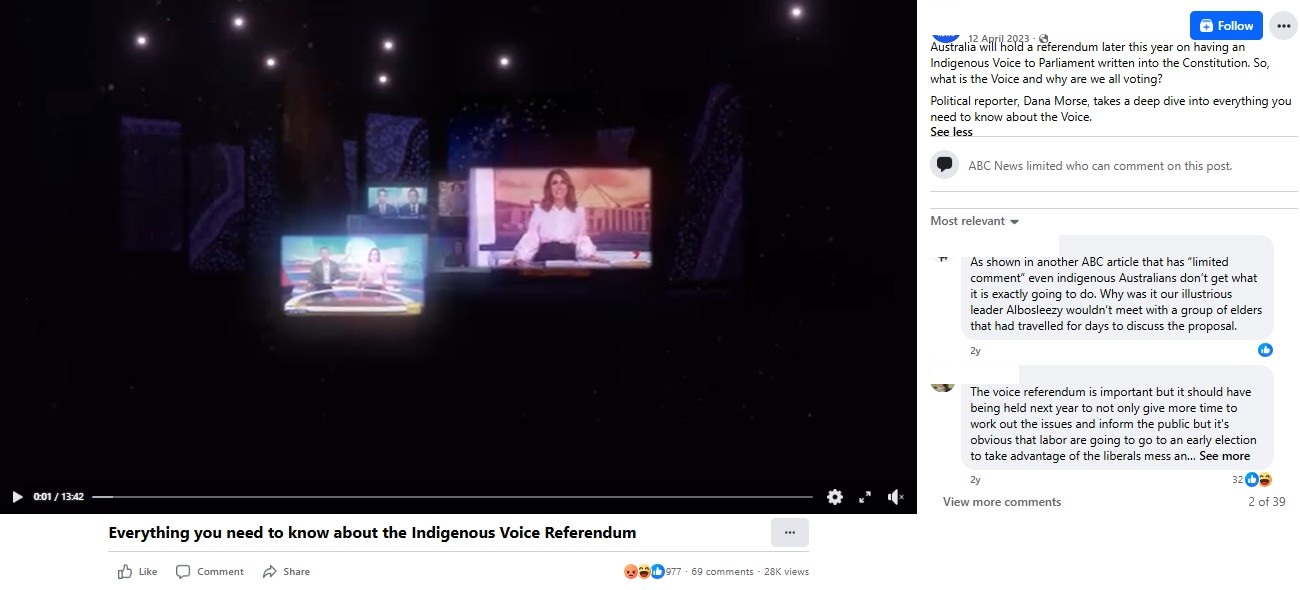 Follow
12 April 2023
Australia will hold a referendum later this year on having an
Indigenous Voice to Parliament written into the Constitution. So,
what is the Voice and why are we all voting?
Political reporter, Dana Morse, takes a deep dive into everything you
need to know about the Voice.
See less
ABC News limited who can comment on this post.
Most relevant
As shown in another ABC article that has “limited
comment” even indigenous Australians don’t get what
it is exactly going to do. Why was it our illustrious
leader Albosleezy wouldn’t meet with a group of elders
that had travelled for days to discuss the proposal.
2y
The voice referendum is important but it should have
being held next year to not only give more time to
work out the issues and inform the public but it's
obvious that labor are going to go to an early election
to take advantage of the liberals mess an... See more
2y 32
View more comments 2 of 39
0:01 / 13:42
Everything you need to know about the Indigenous Voice Referendum
Like Comment Share 977 · 69 comments · 28K views